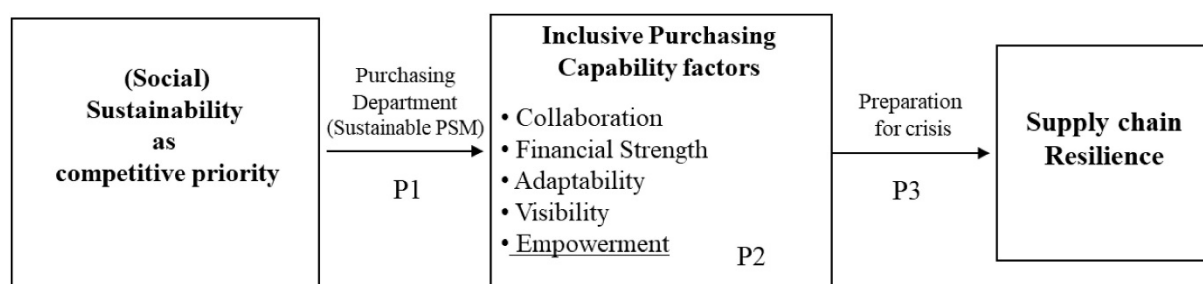 (Social)
Sustainability
as
competitive priority
Purchasing
Department
(Sustainable PSM)
P1
Inclusive Purchasing
Capability factors
• Collaboration
• Financial Strength
• Adaptability
• Visibility
• Empowerment
P2
Preparation
for crisis
P3
Supply chain
Resilience